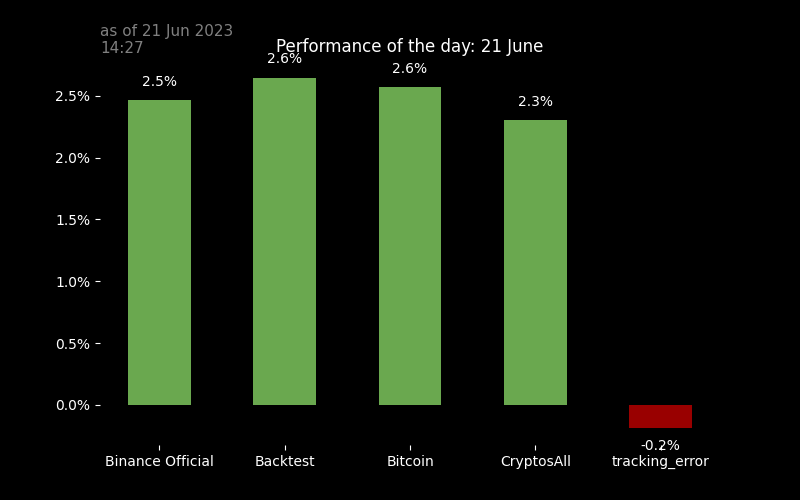 as of 21 Jun 2023
14:27
Performance of the day: 21 June
2.5%
2.6%
2.6%
2.3%
-0.2%
2.5%
2.0%
1.5%
1.0%
0.5%
0.0%
Binance Official
Backtest
Bitcoin
CryptosAll
tracking_error